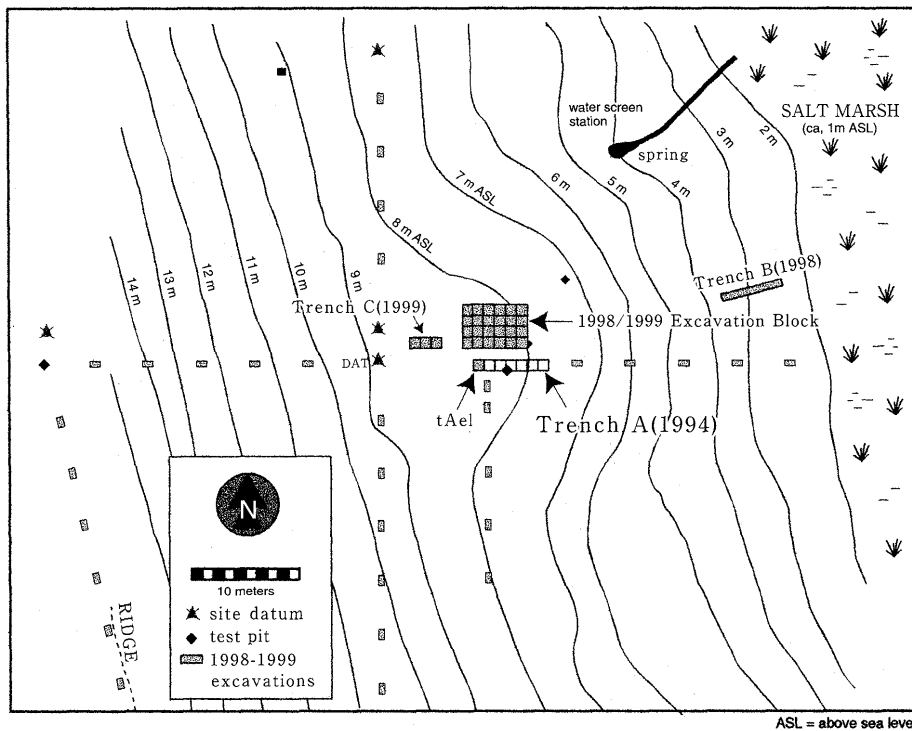 water screen
station
spring
SALT MARSH
(ca, 1m ASL)
2 m
3 m
4 m
5 m
6 m
7 m ASL
8 m ASL
9 m
10 m
11 m
12 m
13 m
14 m
Trench B(1998)
Trench C(1999)
1998/1999 Excavation Block
DAT
tAel
Trench A(1994)
N
10 meters
site datum
test pit
1998-1999
excavations
RIDGE
ASL = above sea level